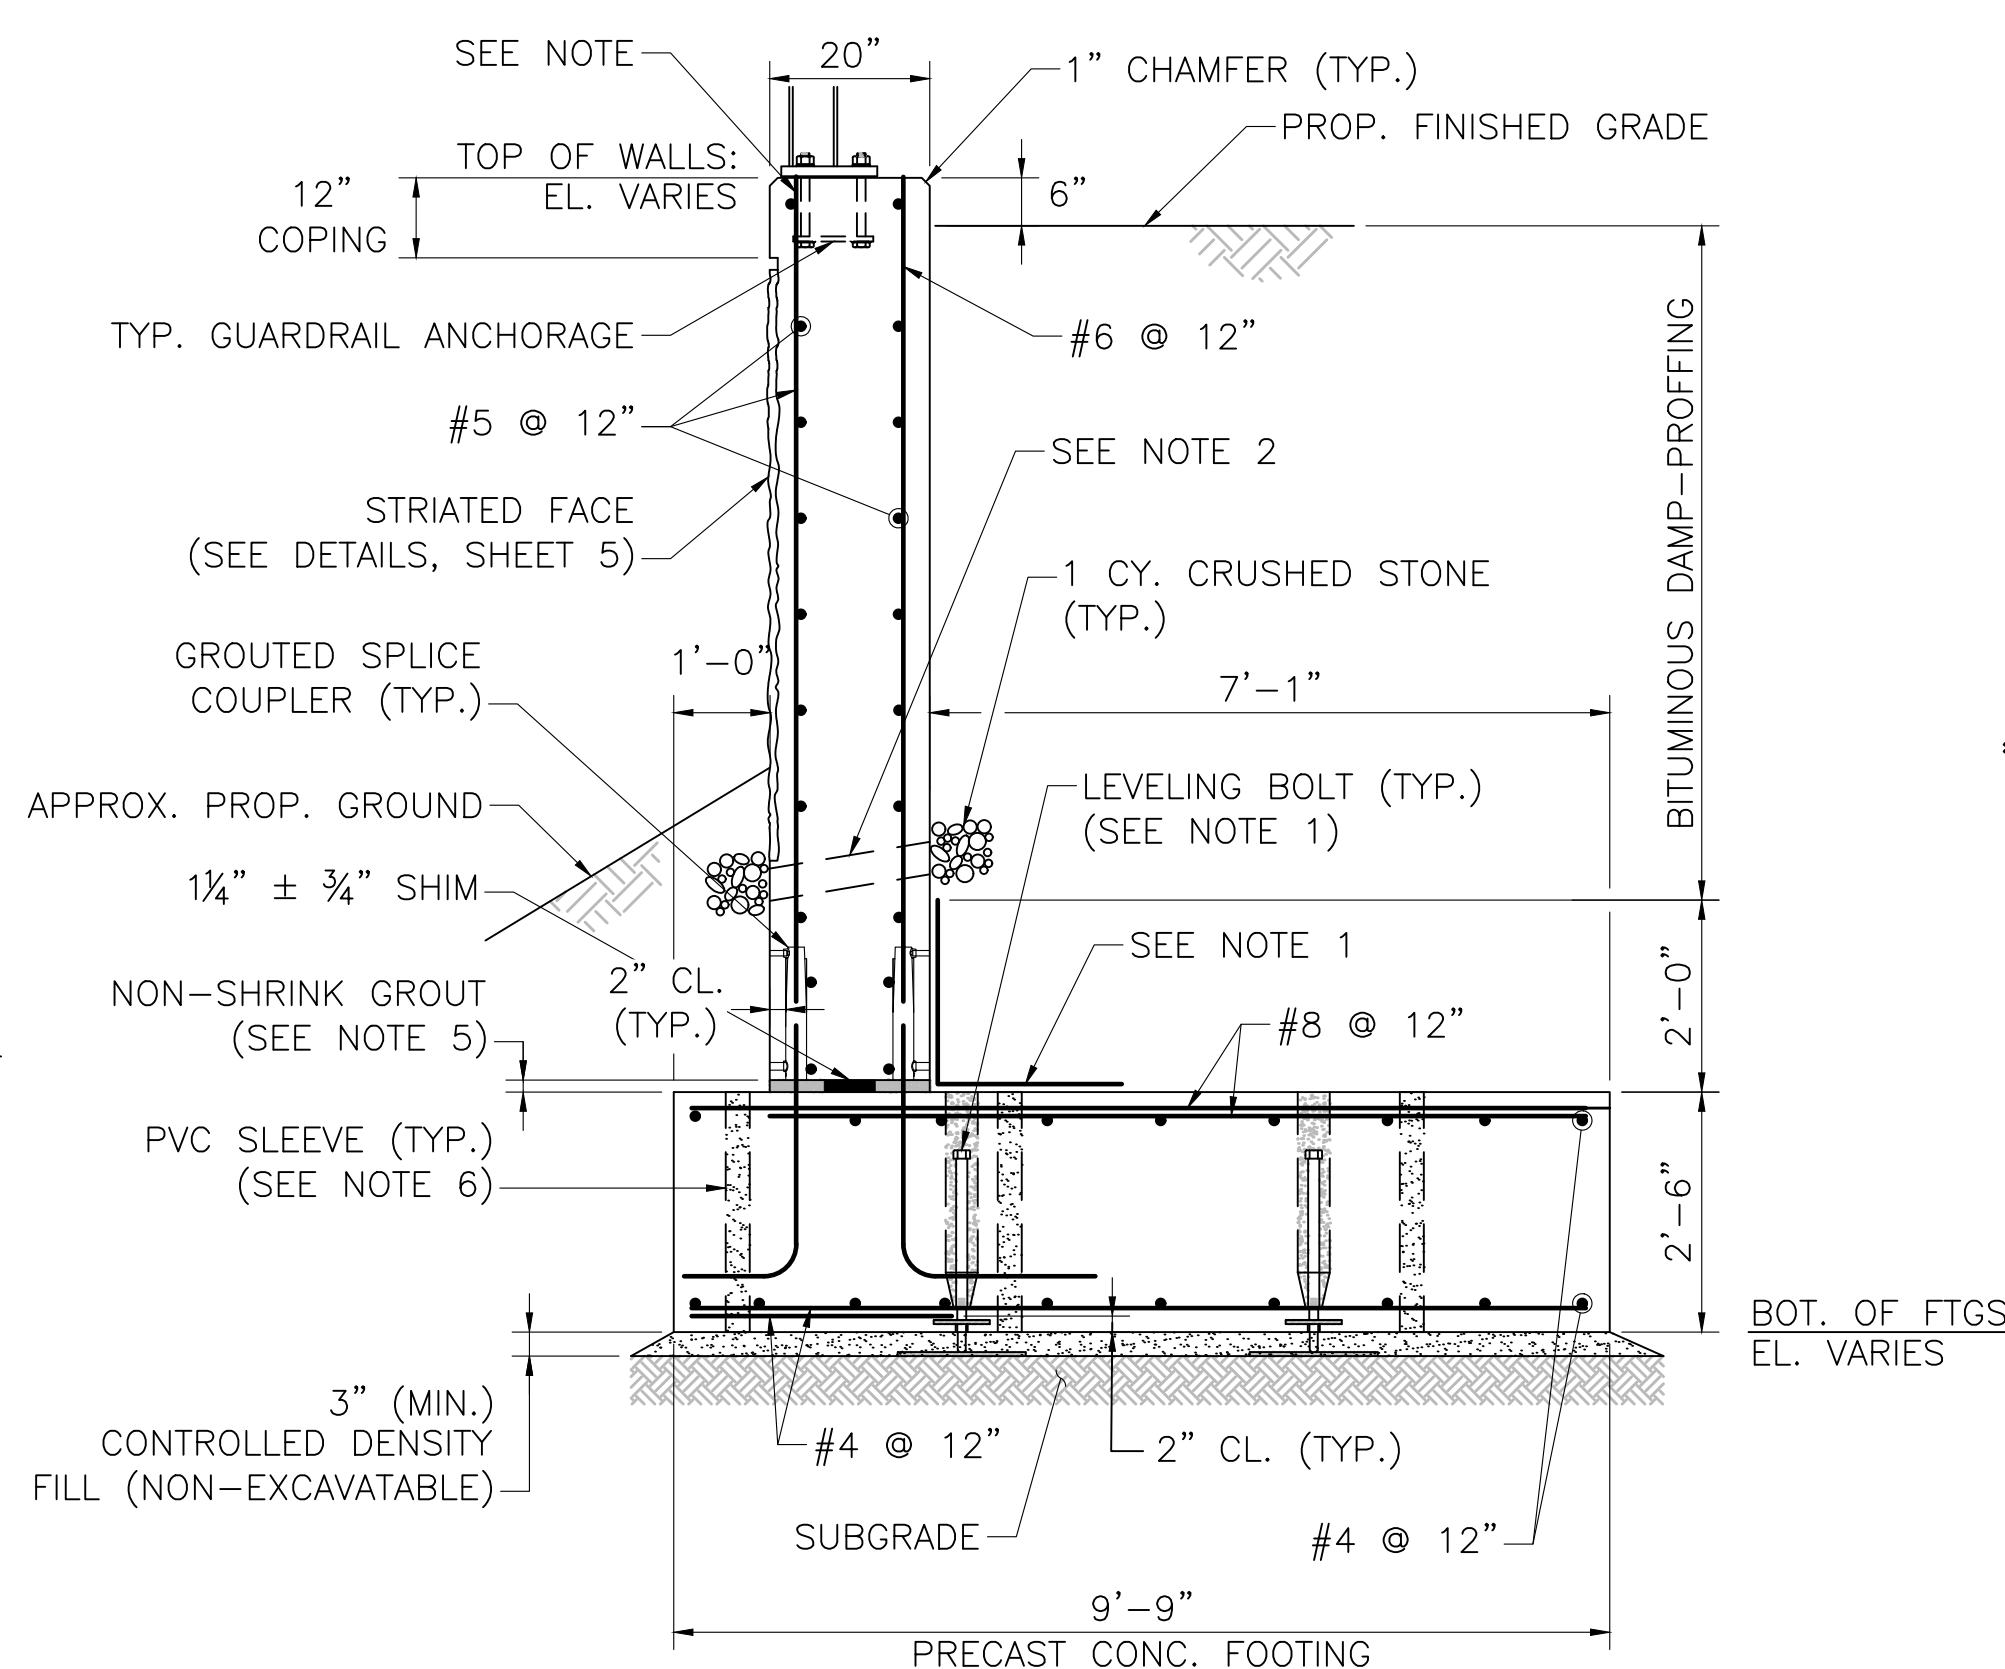 SEE NOTE
20”
1” CHAMFER (TYP.)
PROP. FINISHED GRADE
TOP OF WALLS:
EL. VARIES
12”
COPING
6”
TYP. GUARDRAIL ANCHORAGE
#6 @ 12”
#5 @ 12”
SEE NOTE 2
STRIATED FACE
(SEE DETAILS, SHEET 5)
1 CY. CRUSHED STONE
(TYP.)
BITUMINOUS DAMP-PROFFING
GROUTED SPLICE
COUPLER (TYP.)
1’-0”
7’-1”
APPROX. PROP. GROUND
LEVELING BOLT (TYP.)
(SEE NOTE 1)
1¼” ± ¾” SHIM
SEE NOTE 1
2” CL.
(TYP.)
NON-SHRINK GROUT
(SEE NOTE 5)
#8 @ 12”
2’-0”
PVC SLEEVE (TYP.)
(SEE NOTE 6)
2’-6”
BOT. OF FTGS
EL. VARIES
3” (MIN.)
CONTROLLED DENSITY
FILL (NON-EXCAVATABLE)
#4 @ 12”
2” CL. (TYP.)
SUBGRADE
#4 @ 12”
9’-9”
PRECAST CONC. FOOTING